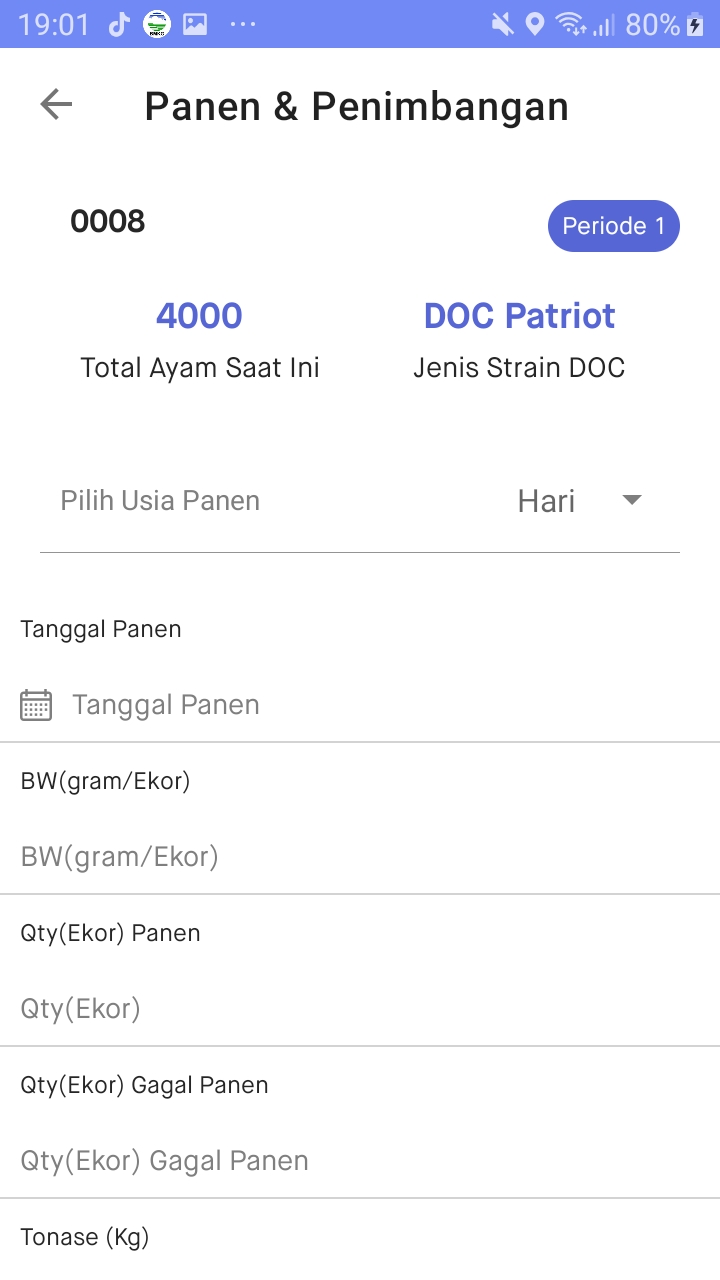 19:01 ... 80%
Panen & Penimbangan
0008
Periode 1
4000
DOC Patriot
Total Ayam Saat Ini
Jenis Strain DOC
Pilih Usia Panen
Hari
Tanggal Panen
Tanggal Panen
BW(gram/Ekor)
BW(gram/Ekor)
Qty(Ekor) Panen
Qty(Ekor)
Qty(Ekor) Gagal Panen
Qty(Ekor) Gagal Panen
Tonase (Kg)